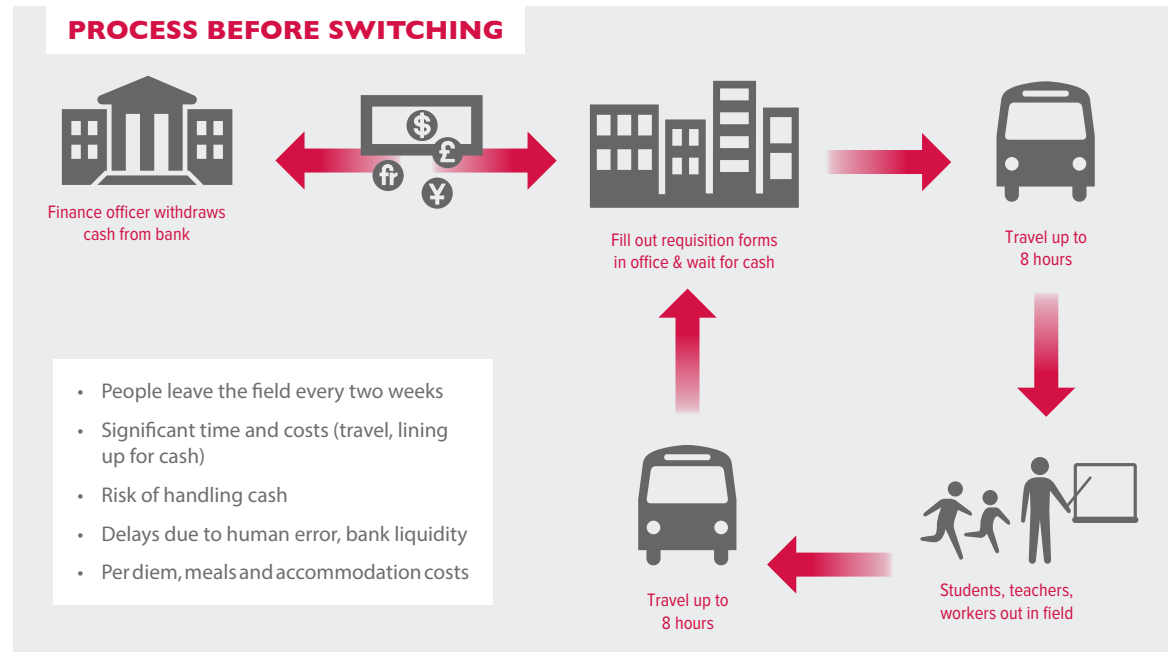 PROCESS BEFORE SWITCHING
$
£
fr
¥
Finance officer withdraws
cash from bank
Fill out requisition forms
in office & wait for cash
Travel up to
8 hours
• People leave the field every two weeks
• Significant time and costs (travel, lining
up for cash)
• Risk of handling cash
• Delays due to human error, bank liquidity
• Per diem, meals and accommodation costs
Travel up to
8 hours
Students, teachers,
workers out in field